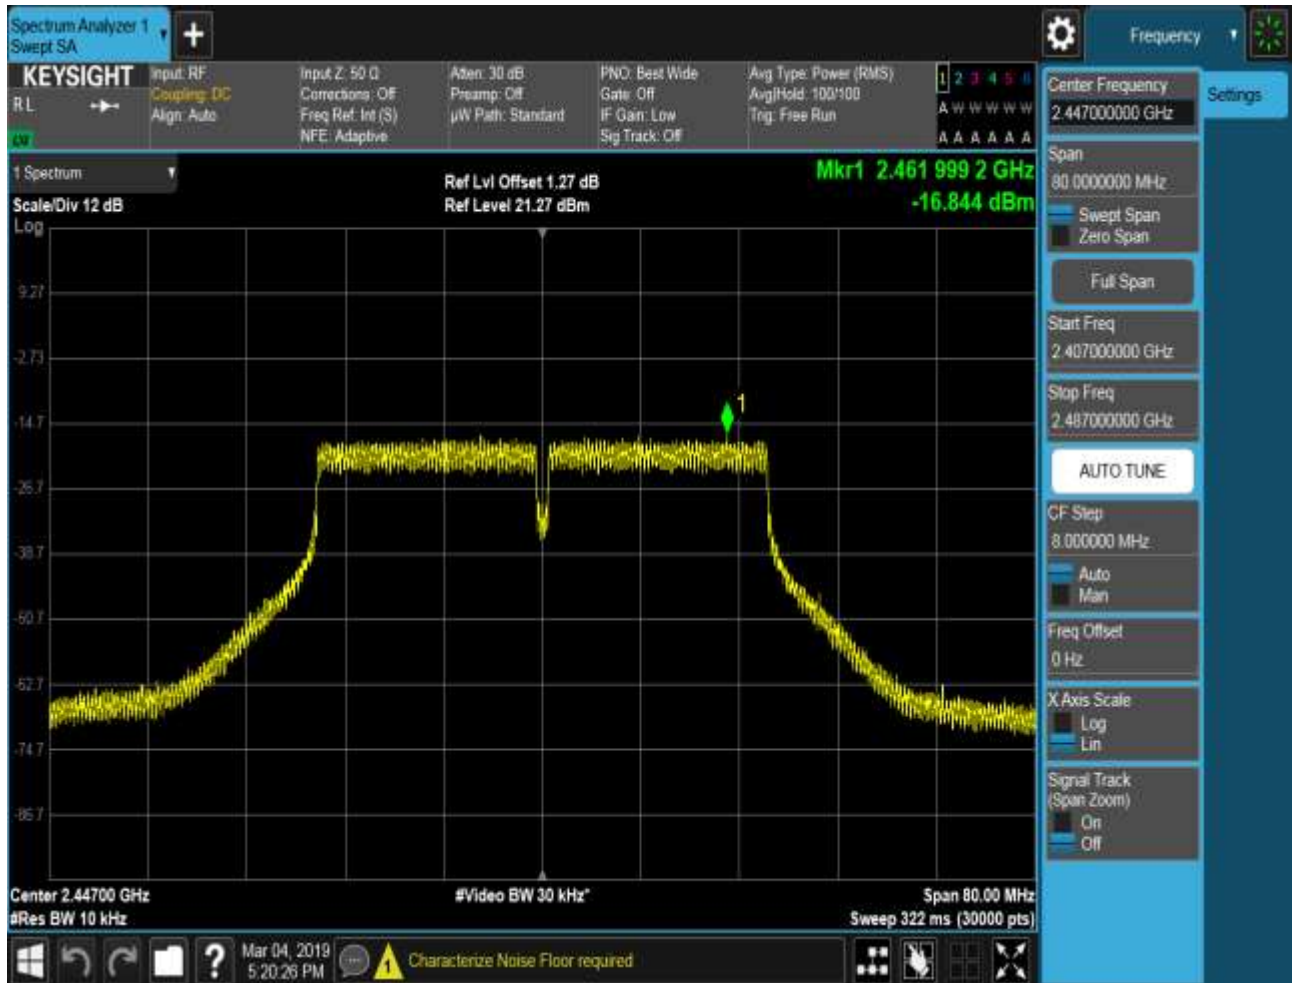 Spectrum Analyzer 1
Swept SA
+
Frequency
KEYSIGHT
R L
Input: RF
Coupling: DC
Align: Auto
Input Z: 50 Ω
Corrections: Off
Freq Ref: Int (S)
NFE: Adaptive
Atten: 30 dB
Preamp: Off
µW Path: Standard
PNO: Best Wide
Gate: Off
IF Gain: Low
Sig Track: Off
Avg Type: Power (RMS)
Avg|Hold: 100/100
Trig: Free Run
1 2 3 4 5 6
A W W W W W
A A A A A A
1 Spectrum
Scale/Div 12 dB
Log
Ref Lvl Offset 1.27 dB
Ref Level 21.27 dBm
Mkr1 2.461 999 2 GHz
-16.844 dBm
9.27
-2.73
-14.7
-26.7
-38.7
-50.7
-62.7
-74.7
-86.7
1
Center 2.44700 GHz
#Res BW 10 kHz
#Video BW 30 kHz*
Span 80.00 MHz
Sweep 322 ms (30000 pts)
Center Frequency
2.447000000 GHz
Settings
Span
80.0000000 MHz
Swept Span
Zero Span
Full Span
Start Freq
2.407000000 GHz
Stop Freq
2.487000000 GHz
AUTO TUNE
CF Step
8.000000 MHz
Auto
Man
Freq Offset
0 Hz
X Axis Scale
Log
Lin
Signal Track
(Span Zoom)
On
Off
?
Mar 04, 2019
5:20:26 PM
1
Characterize Noise Floor required